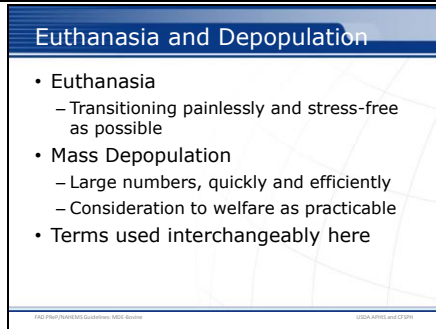 Euthanasia and Depopulation
• Euthanasia
– Transitioning painlessly and stress-free
as possible
• Mass Depopulation
– Large numbers, quickly and efficiently
– Consideration to welfare as practicable
• Terms used interchangeably here
FAD PReP/NAHEMS Guidelines: MDE-Bovine
USDA APHIS and CFSPH